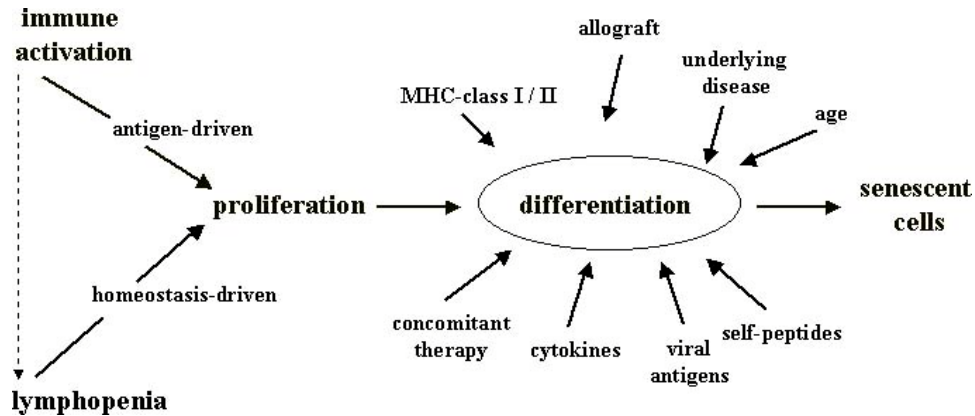 immune
activation
allograft
underlying
disease
MHC-class I / II
age
antigen-driven
proliferation
differentiation
senescent
cells
homeostasis-driven
concomitant
therapy
cytokines
viral
antigens
self-peptides
lymphopenia